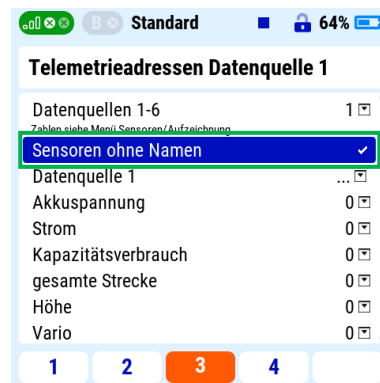 B Standard 64%
Telemetrieadressen Datenquelle 1
Datenquellen 1-6 1
Zahlen siehe Menü Sensoren/Aufzeichnung
Sensoren ohne Namen ✓
Datenquelle 1 ...
Akkuspannung 0
Strom 0
Kapazitätsverbrauch 0
gesamte Strecke 0
Höhe 0
Vario 0
1 2 3 4